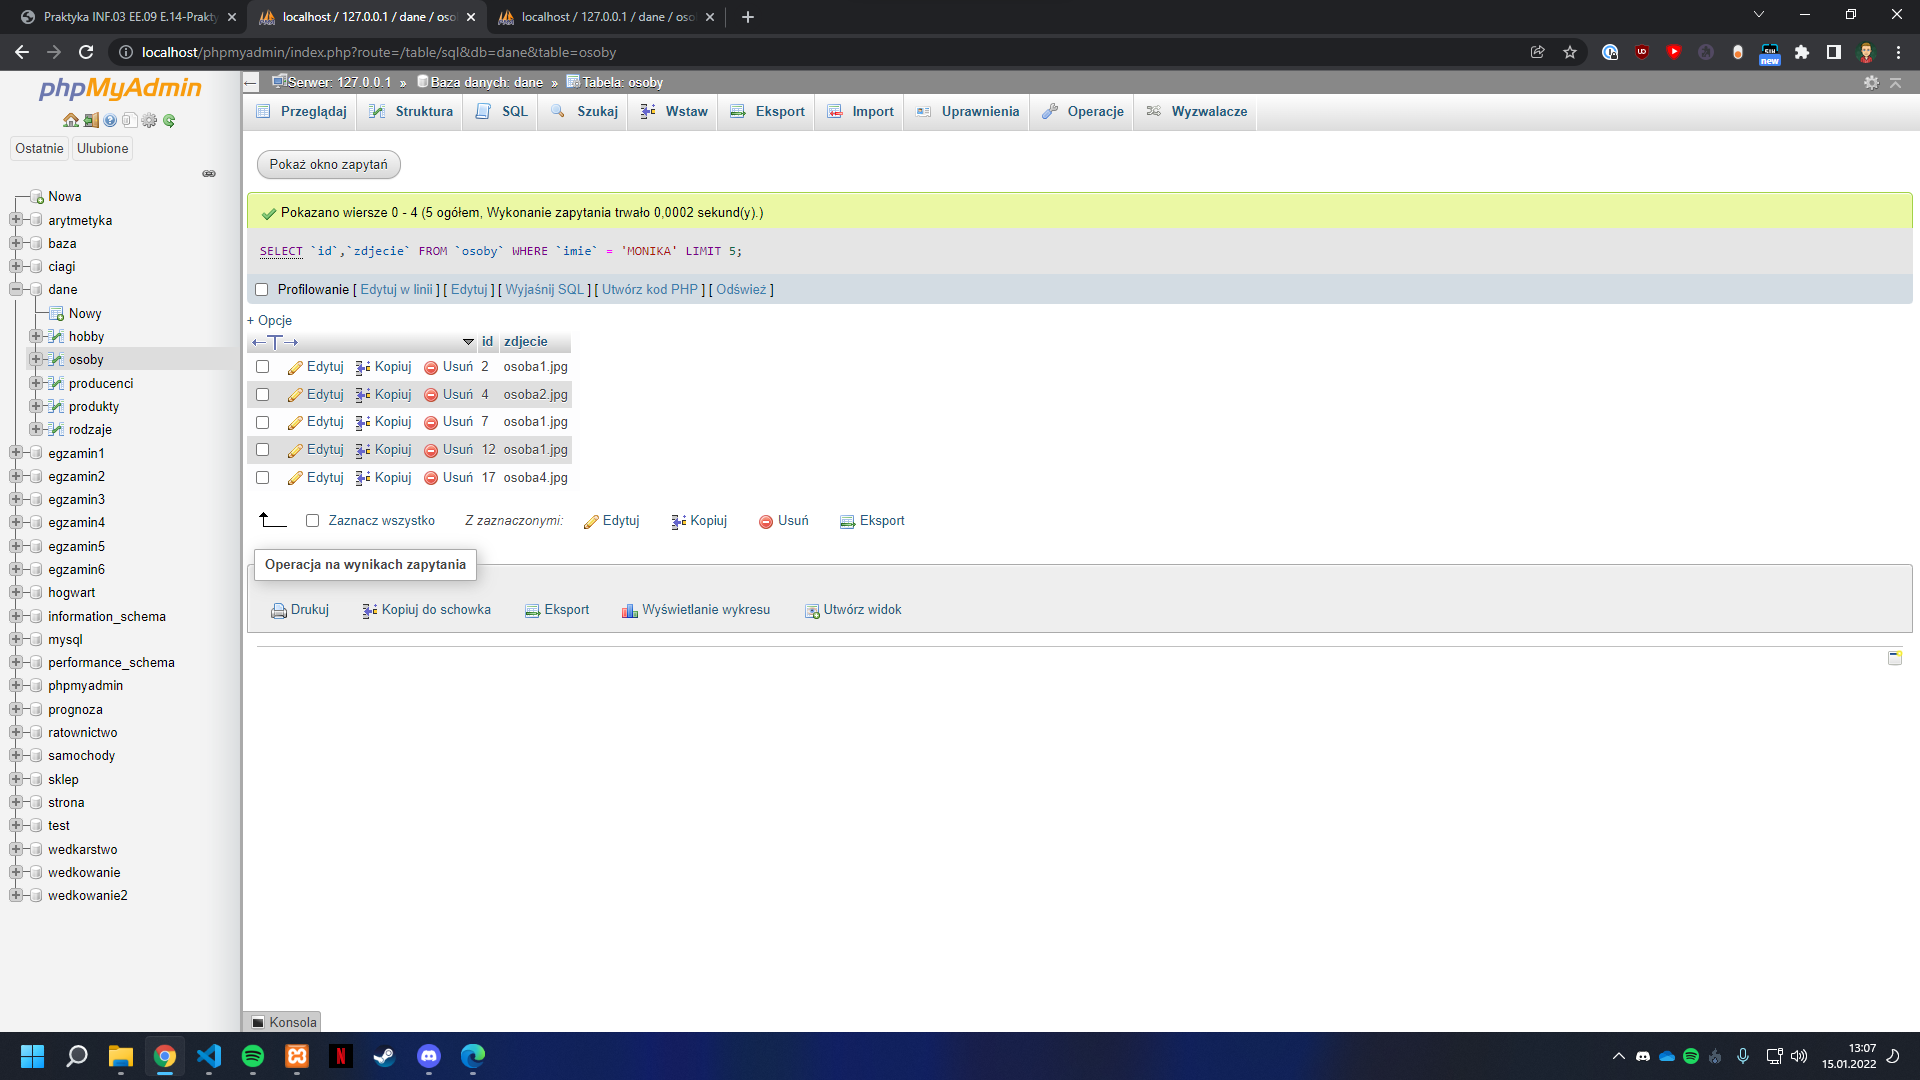 Praktyka INF.03 EE.09 E.14-Prakty
localhost / 127.0.0.1 / dane / oso
localhost / 127.0.0.1 / dane / oso
localhost/phpmyadmin/index.php?route=/table/sql&db=dane&table=osoby
new
phpMyAdmin
Ostatnie
Ulubione
Nowa
arytmetyka
baza
ciagi
dane
Nowy
hobby
osoby
producenci
produkty
rodzaje
egzamin1
egzamin2
egzamin3
egzamin4
egzamin5
egzamin6
hogwart
information_schema
mysql
performance_schema
phpmyadmin
prognoza
ratownictwo
samochody
sklep
strona
test
wedkarstwo
wedkowanie
wedkowanie2
Serwer: 127.0.0.1 » Baza danych: dane » Tabela: osoby
Przeglądaj Struktura SQL Szukaj Wstaw Eksport Import Uprawnienia Operacje Wyzwalacze
Pokaż okno zapytań
Pokazano wiersze 0 - 4 (5 ogółem, Wykonanie zapytania trwało 0,0002 sekund(y).)
SELECT `id`,`zdjecie` FROM `osoby` WHERE `imie` = 'MONIKA' LIMIT 5;
Profilowanie [ Edytuj w linii ] [ Edytuj ] [ Wyjaśnij SQL ] [ Utwórz kod PHP ] [ Odśwież ]
+ Opcje
←T→ id zdjecie
Edytuj Kopiuj Usuń 2 osoba1.jpg
Edytuj Kopiuj Usuń 4 osoba2.jpg
Edytuj Kopiuj Usuń 7 osoba1.jpg
Edytuj Kopiuj Usuń 12 osoba1.jpg
Edytuj Kopiuj Usuń 17 osoba4.jpg
Zaznacz wszystko Z zaznaczonymi: Edytuj Kopiuj Usuń Eksport
Operacja na wynikach zapytania
Drukuj Kopiuj do schowka Eksport Wyświetlanie wykresu Utwórz widok
Konsola
13:07
15.01.2022